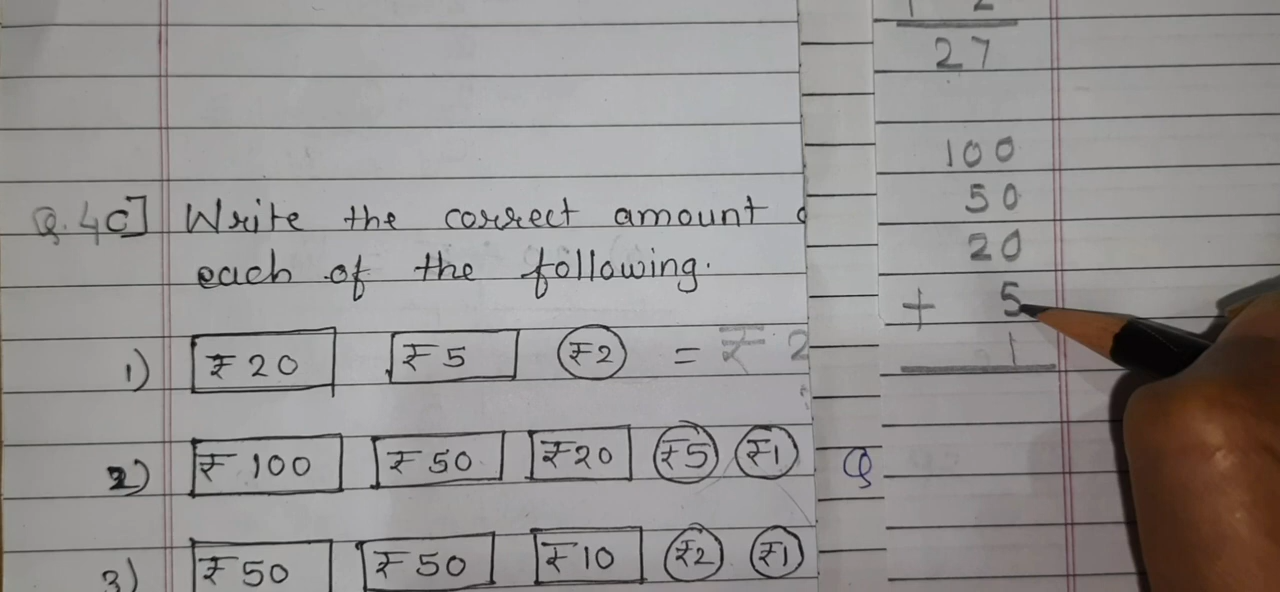 Q.4C] Write the correct amount
each of the following.
1) ₹20 ₹5 ₹2 = ₹ 2
2) ₹100 ₹50 ₹20 ₹5 ₹1
3) ₹50 ₹50 ₹10 ₹2 ₹1
Q
2
27
100
50
20
+ 5
1